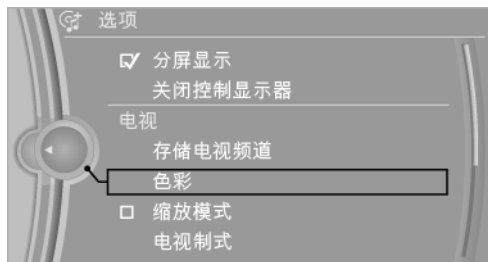 选项
分屏显示
关闭控制显示器
电视
存储电视频道
色彩
缩放模式
电视制式